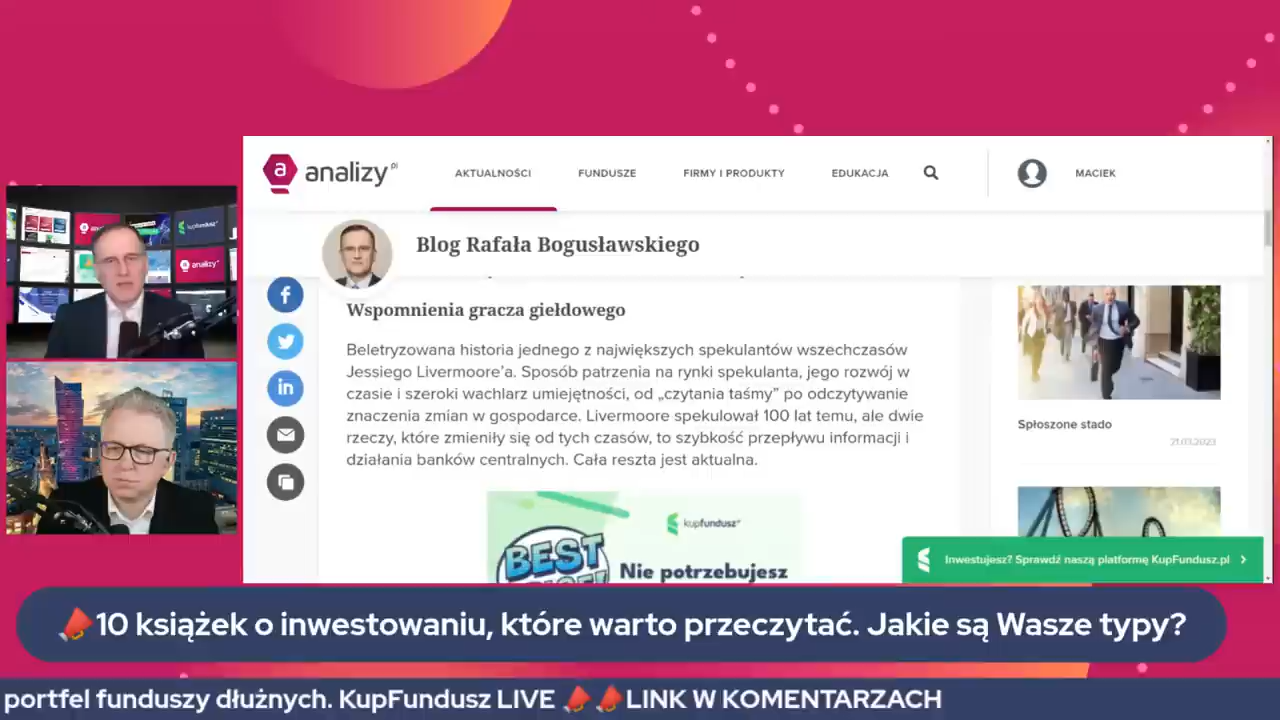 analizy pl
AKTUALNOŚCI
FUNDUSZE
FIRMY I PRODUKTY
EDUKACJA
MACIEK
Blog Rafała Bogusławskiego
Wspomnienia gracza giełdowego
Beletryzowana historia jednego z największych spekulantów wszechczasów
Jessiego Livermoore’a. Sposób patrzenia na rynki spekulanta, jego rozwój w
czasie i szeroki wachlarz umiejętności, od „czytania taśmy” po odczytywanie
znaczenia zmian w gospodarce. Livermoore spekulował 100 lat temu, ale dwie
rzeczy, które zmieniły się od tych czasów, to szybkość przepływu informacji i
działania banków centralnych. Cała reszta jest aktualna.
kupfundusz
BEST
Nie potrzebujesz
Spłoszone stado
21.03.2023
Inwestujesz? Sprawdź naszą platformę KupFundusz.pl
10 książek o inwestowaniu, które warto przeczytać. Jakie są Wasze typy?
portfel funduszy dłużnych. KupFundusz LIVE LINK W KOMENTARZACH